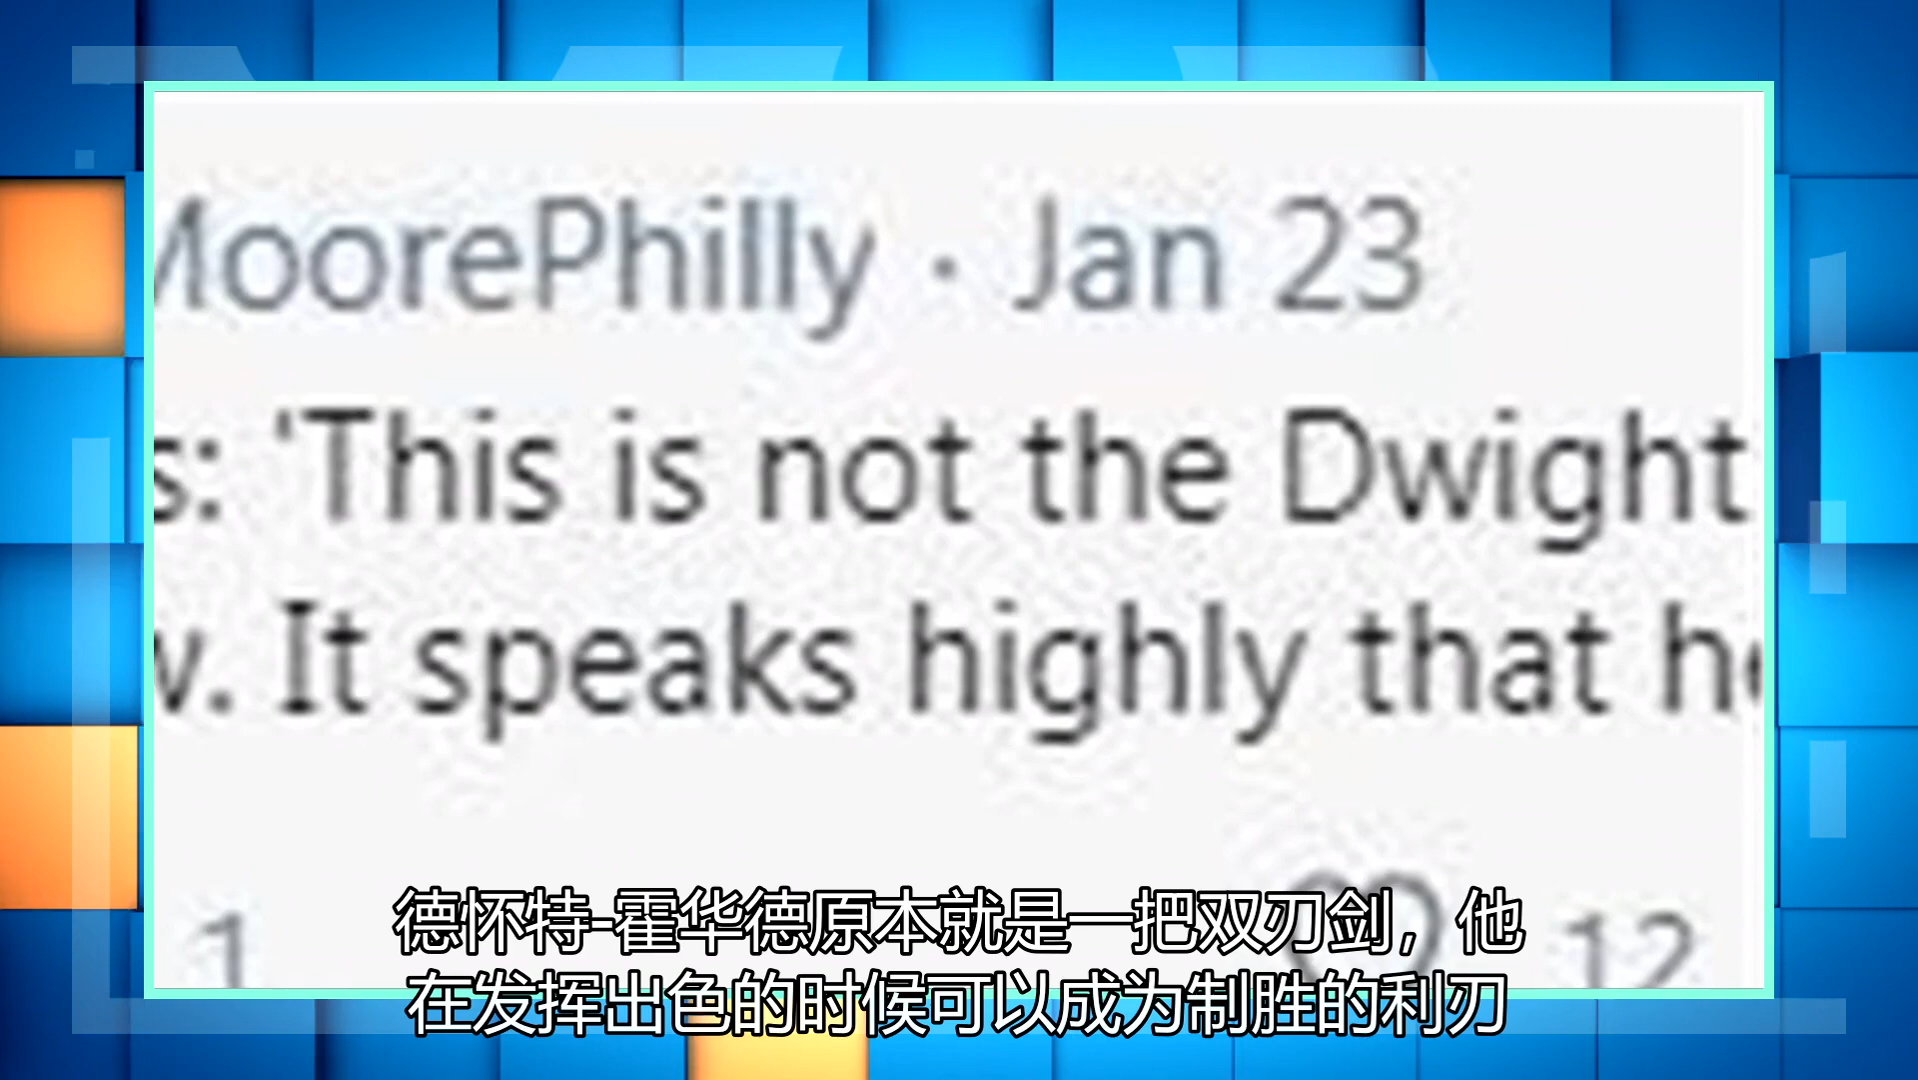 MoorePhilly · Jan 23
s: 'This is not the Dwight
w. It speaks highly that he
1 12
德怀特-霍华德原本就是一把双刃剑，他
在发挥出色的时候可以成为制胜的利刃